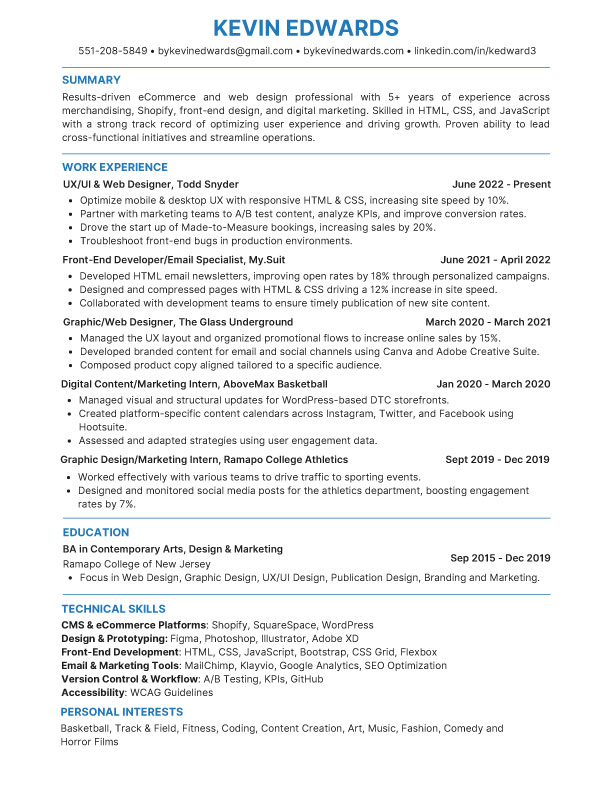 KEVIN EDWARDS
551-208-5849 • bykevinedwards@gmail.com • bykevinedwards.com • linkedin.com/in/kedward3
SUMMARY
Results-driven eCommerce and web design professional with 5+ years of experience across
merchandising, Shopify, front-end design, and digital marketing. Skilled in HTML, CSS, and JavaScript
with a strong track record of optimizing user experience and driving growth. Proven ability to lead
cross-functional initiatives and streamline operations.
WORK EXPERIENCE
UX/UI & Web Designer, Todd Snyder June 2022 - Present
• Optimize mobile & desktop UX with responsive HTML & CSS, increasing site speed by 10%.
• Partner with marketing teams to A/B test content, analyze KPIs, and improve conversion rates.
• Drove the start up of Made-to-Measure bookings, increasing sales by 20%.
• Troubleshoot front-end bugs in production environments.
Front-End Developer/Email Specialist, My.Suit June 2021 - April 2022
• Developed HTML email newsletters, improving open rates by 18% through personalized campaigns.
• Designed and compressed pages with HTML & CSS driving a 12% increase in site speed.
• Collaborated with development teams to ensure timely publication of new site content.
Graphic/Web Designer, The Glass Underground March 2020 - March 2021
• Managed the UX layout and organized promotional flows to increase online sales by 15%.
• Developed branded content for email and social channels using Canva and Adobe Creative Suite.
• Composed product copy aligned tailored to a specific audience.
Digital Content/Marketing Intern, AboveMax Basketball Jan 2020 - March 2020
• Managed visual and structural updates for WordPress-based DTC storefronts.
• Created platform-specific content calendars across Instagram, Twitter, and Facebook using
Hootsuite.
• Assessed and adapted strategies using user engagement data.
Graphic Design/Marketing Intern, Ramapo College Athletics Sept 2019 - Dec 2019
• Worked effectively with various teams to drive traffic to sporting events.
• Designed and monitored social media posts for the athletics department, boosting engagement
rates by 7%.
EDUCATION
BA in Contemporary Arts, Design & Marketing
Sep 2015 - Dec 2019
Ramapo College of New Jersey
• Focus in Web Design, Graphic Design, UX/UI Design, Publication Design, Branding and Marketing.
TECHNICAL SKILLS
CMS & eCommerce Platforms: Shopify, SquareSpace, WordPress
Design & Prototyping: Figma, Photoshop, Illustrator, Adobe XD
Front-End Development: HTML, CSS, JavaScript, Bootstrap, CSS Grid, Flexbox
Email & Marketing Tools: MailChimp, Klayvio, Google Analytics, SEO Optimization
Version Control & Workflow: A/B Testing, KPIs, GitHub
Accessibility: WCAG Guidelines
PERSONAL INTERESTS
Basketball, Track & Field, Fitness, Coding, Content Creation, Art, Music, Fashion, Comedy and
Horror Films